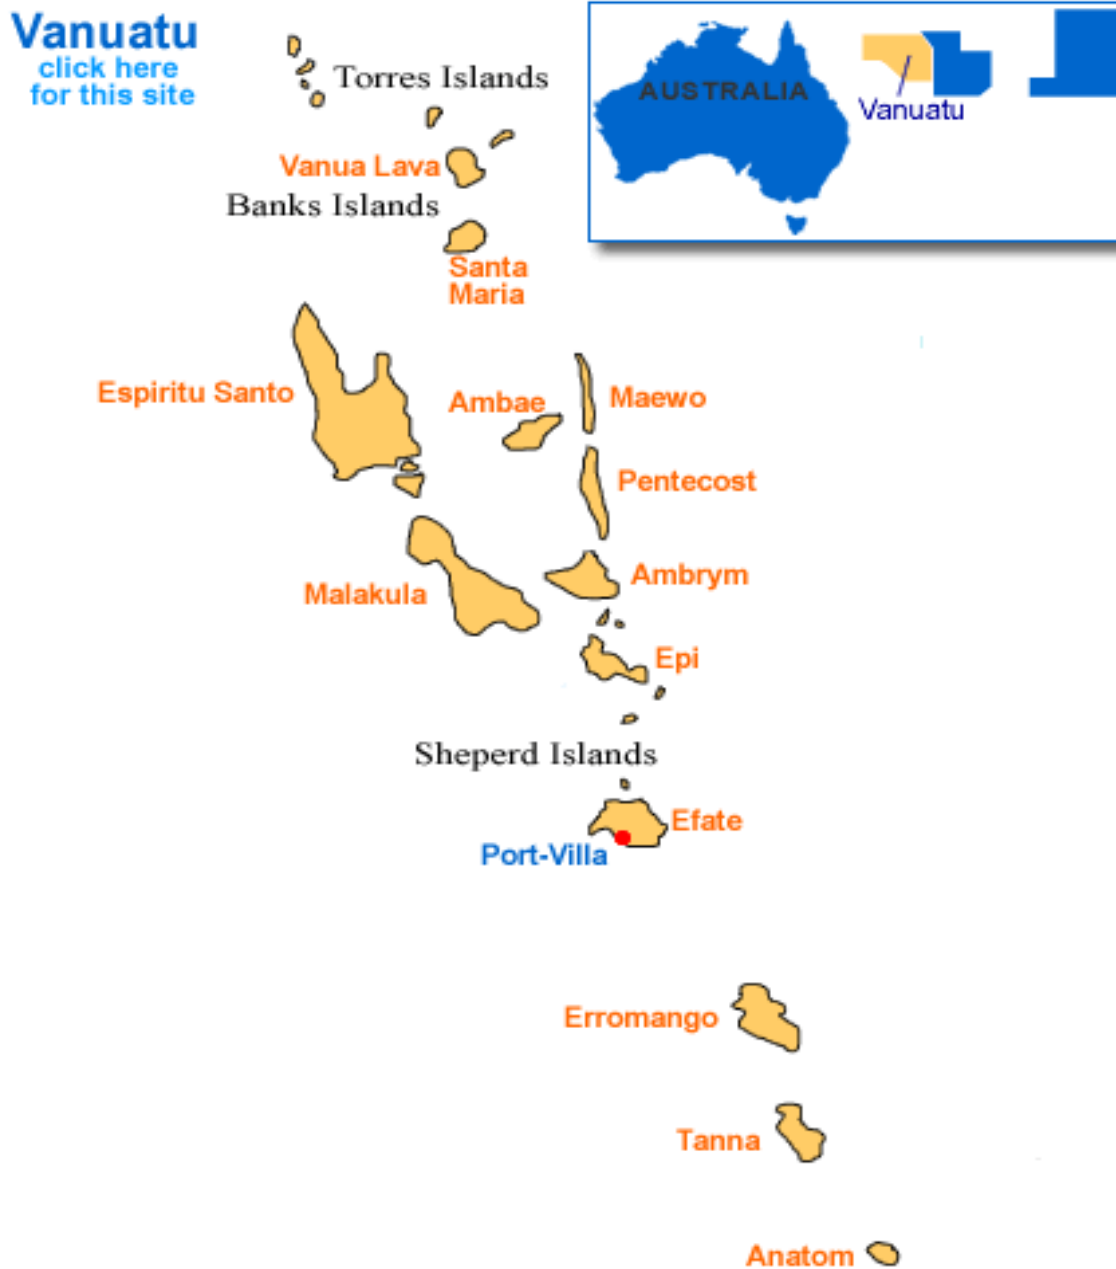 Vanuatu
click here
for this site
Torres Islands
AUSTRALIA
Vanuatu
Vanua Lava
Banks Islands
Santa
Maria
Espiritu Santo
Ambae
Maewo
Pentecost
Malakula
Ambrym
Epi
Sheperd Islands
Efate
Port-Villa
Erromango
Tanna
Anatom